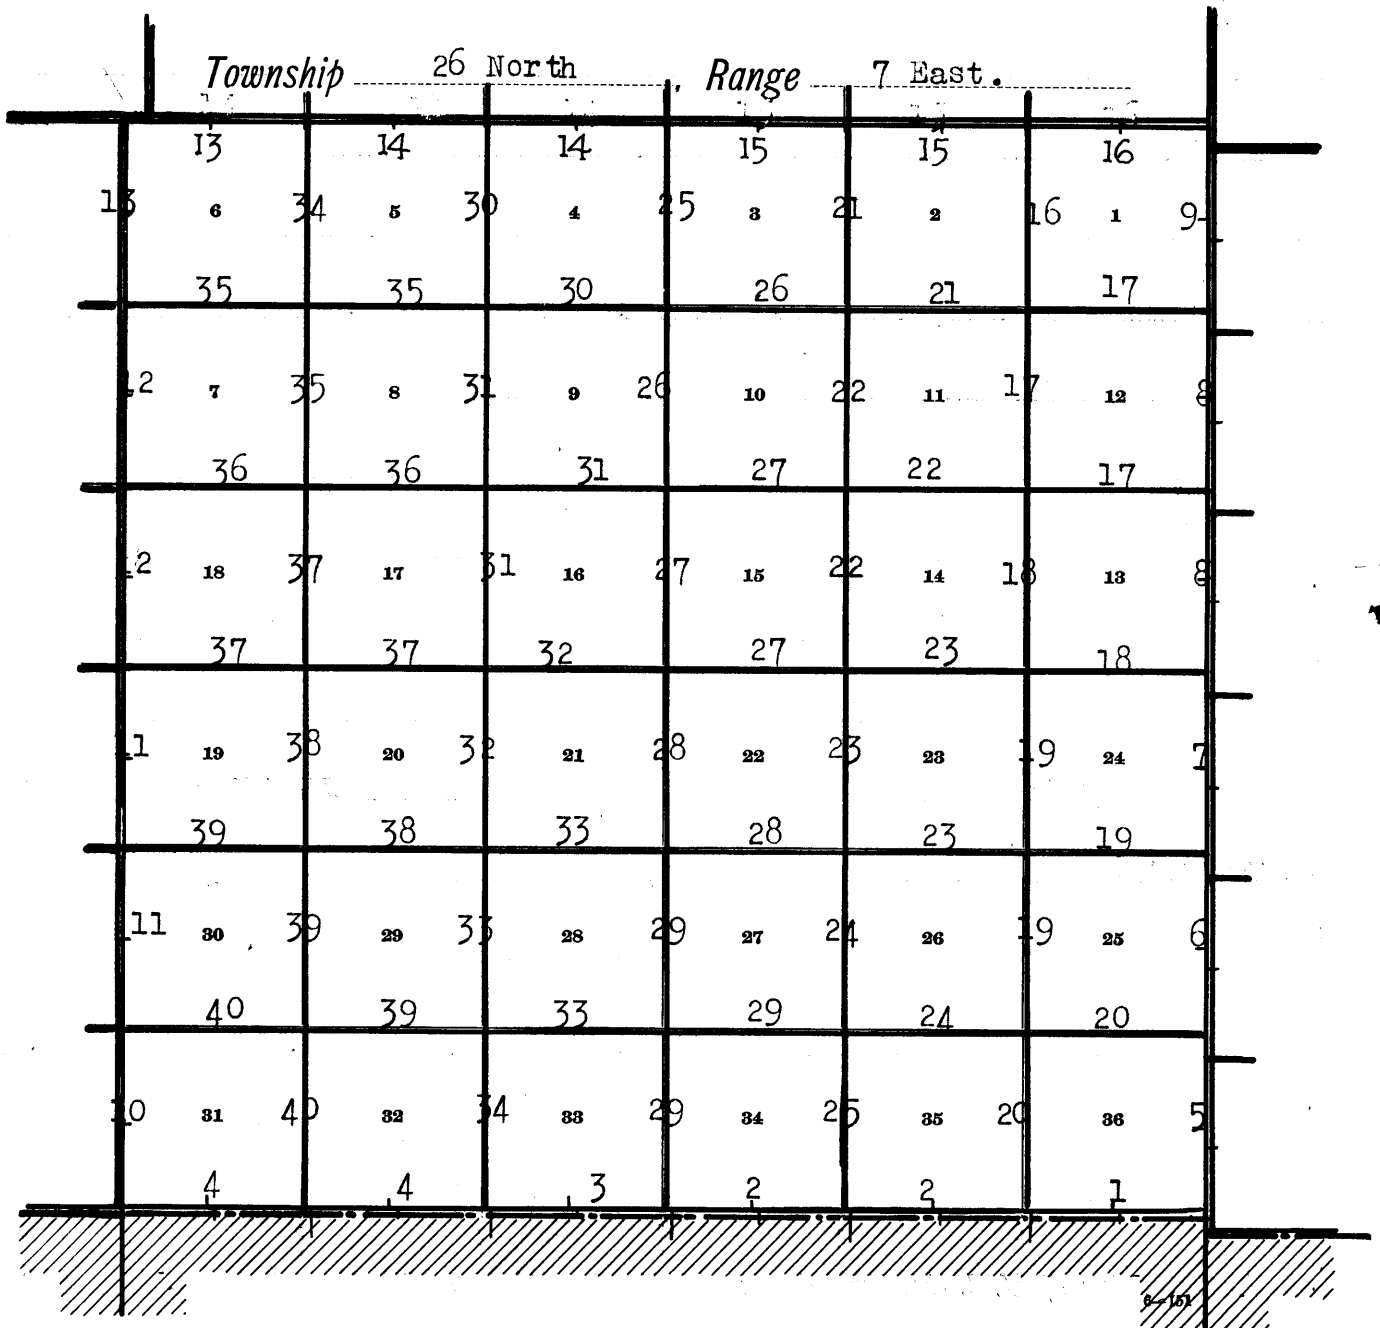 Township 26 North, Range 7 East.
13 14 14 15 15 16
13 6 34 5 30 4 25 3 21 2 16 1 9
35 35 30 26 21 17
12 7 35 8 31 9 26 10 22 11 17 12 8
36 36 31 27 22 17
12 18 37 17 31 16 27 15 22 14 18 13 8
37 37 32 27 23 18
11 19 38 20 32 21 28 22 23 23 19 24 7
39 38 33 28 23 19
11 30 39 29 33 28 29 27 24 26 19 25 6
40 39 33 29 24 20
10 31 40 32 34 33 29 34 25 35 20 36 5
4 4 3 2 2 1
6—151